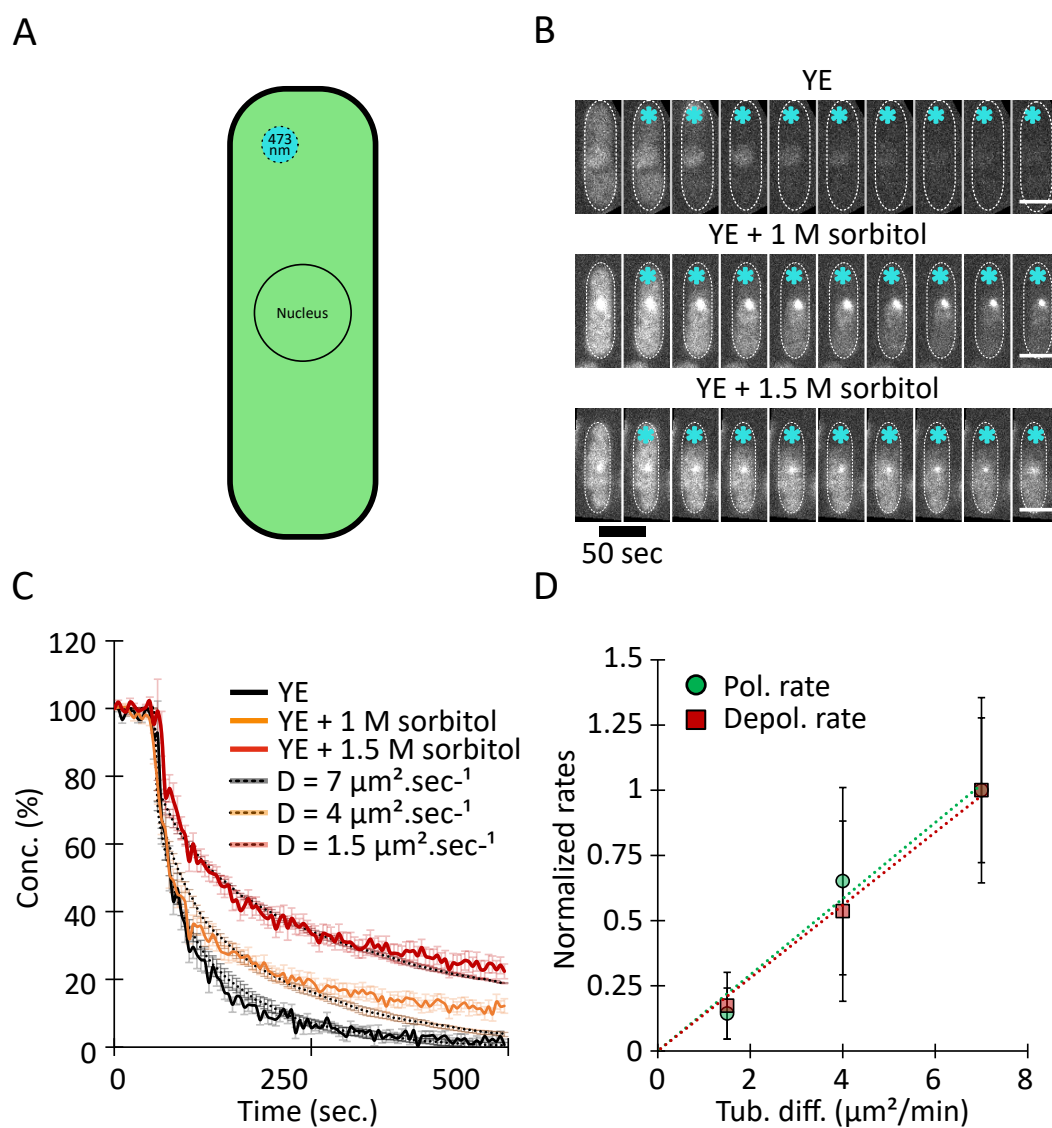 A
473
nm
Nucleus
B
YE
YE + 1 M sorbitol
YE + 1.5 M sorbitol
50 sec
C
120
100
80
60
40
20
0
Conc. (%)
YE
YE + 1 M sorbitol
YE + 1.5 M sorbitol
D = 7 µm².sec-¹
D = 4 µm².sec-¹
D = 1.5 µm².sec-¹
0
250
500
Time (sec.)
D
1.5
1.25
1
0.75
0.5
0.25
0
Normalized rates
Pol. rate
Depol. rate
0
2
4
6
8
Tub. diff. (µm²/min)